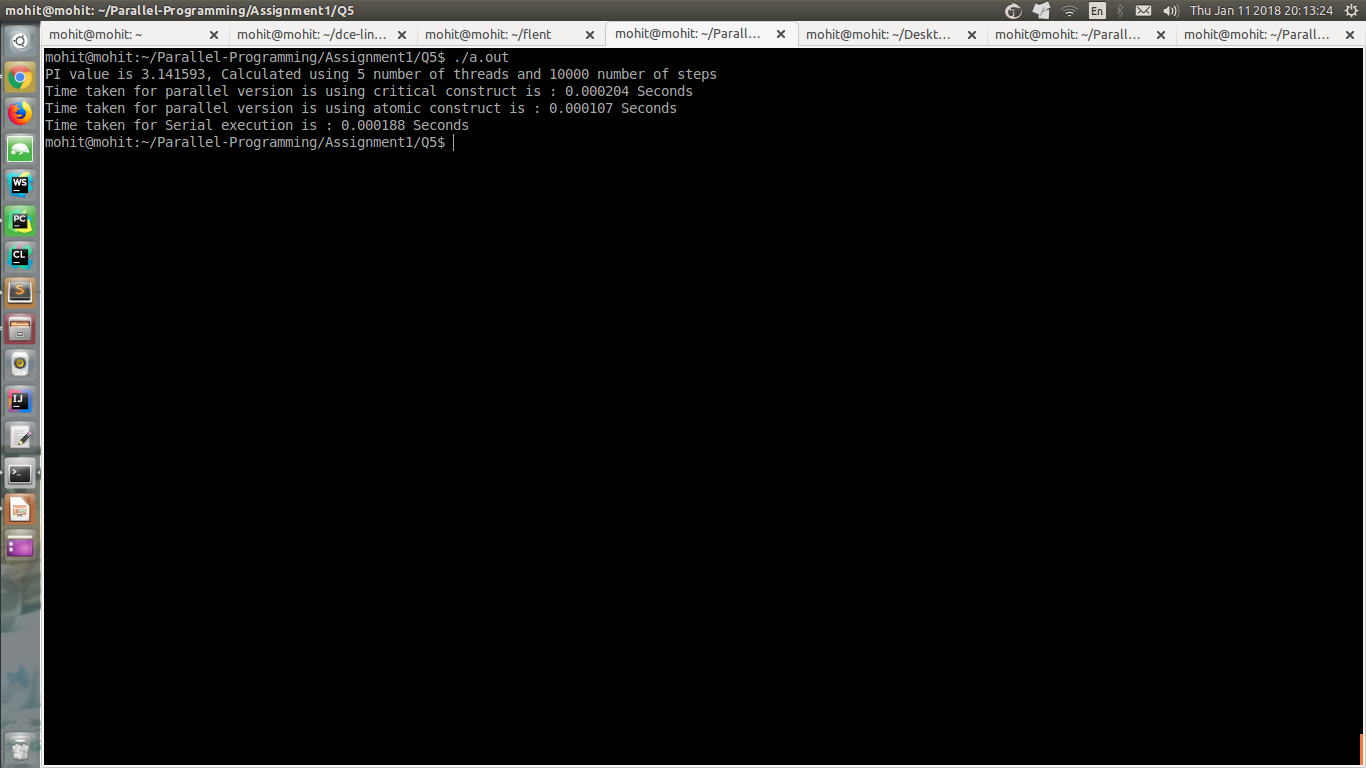 mohit@mohit: ~/Parallel-Programming/Assignment1/Q5
En
Thu Jan 11 2018 20:13:24
mohit@mohit: ~
mohit@mohit: ~/dce-lin…
mohit@mohit: ~/flent
mohit@mohit: ~/Parall…
mohit@mohit: ~/Deskt…
mohit@mohit: ~/Parall…
mohit@mohit: ~/Parall…
mohit@mohit:~/Parallel-Programming/Assignment1/Q5$ ./a.out
PI value is 3.141593, Calculated using 5 number of threads and 10000 number of steps
Time taken for parallel version is using critical construct is : 0.000204 Seconds
Time taken for parallel version is using atomic construct is : 0.000107 Seconds
Time taken for Serial execution is : 0.000188 Seconds
mohit@mohit:~/Parallel-Programming/Assignment1/Q5$
WS
PC
CL
S
IJ
>_